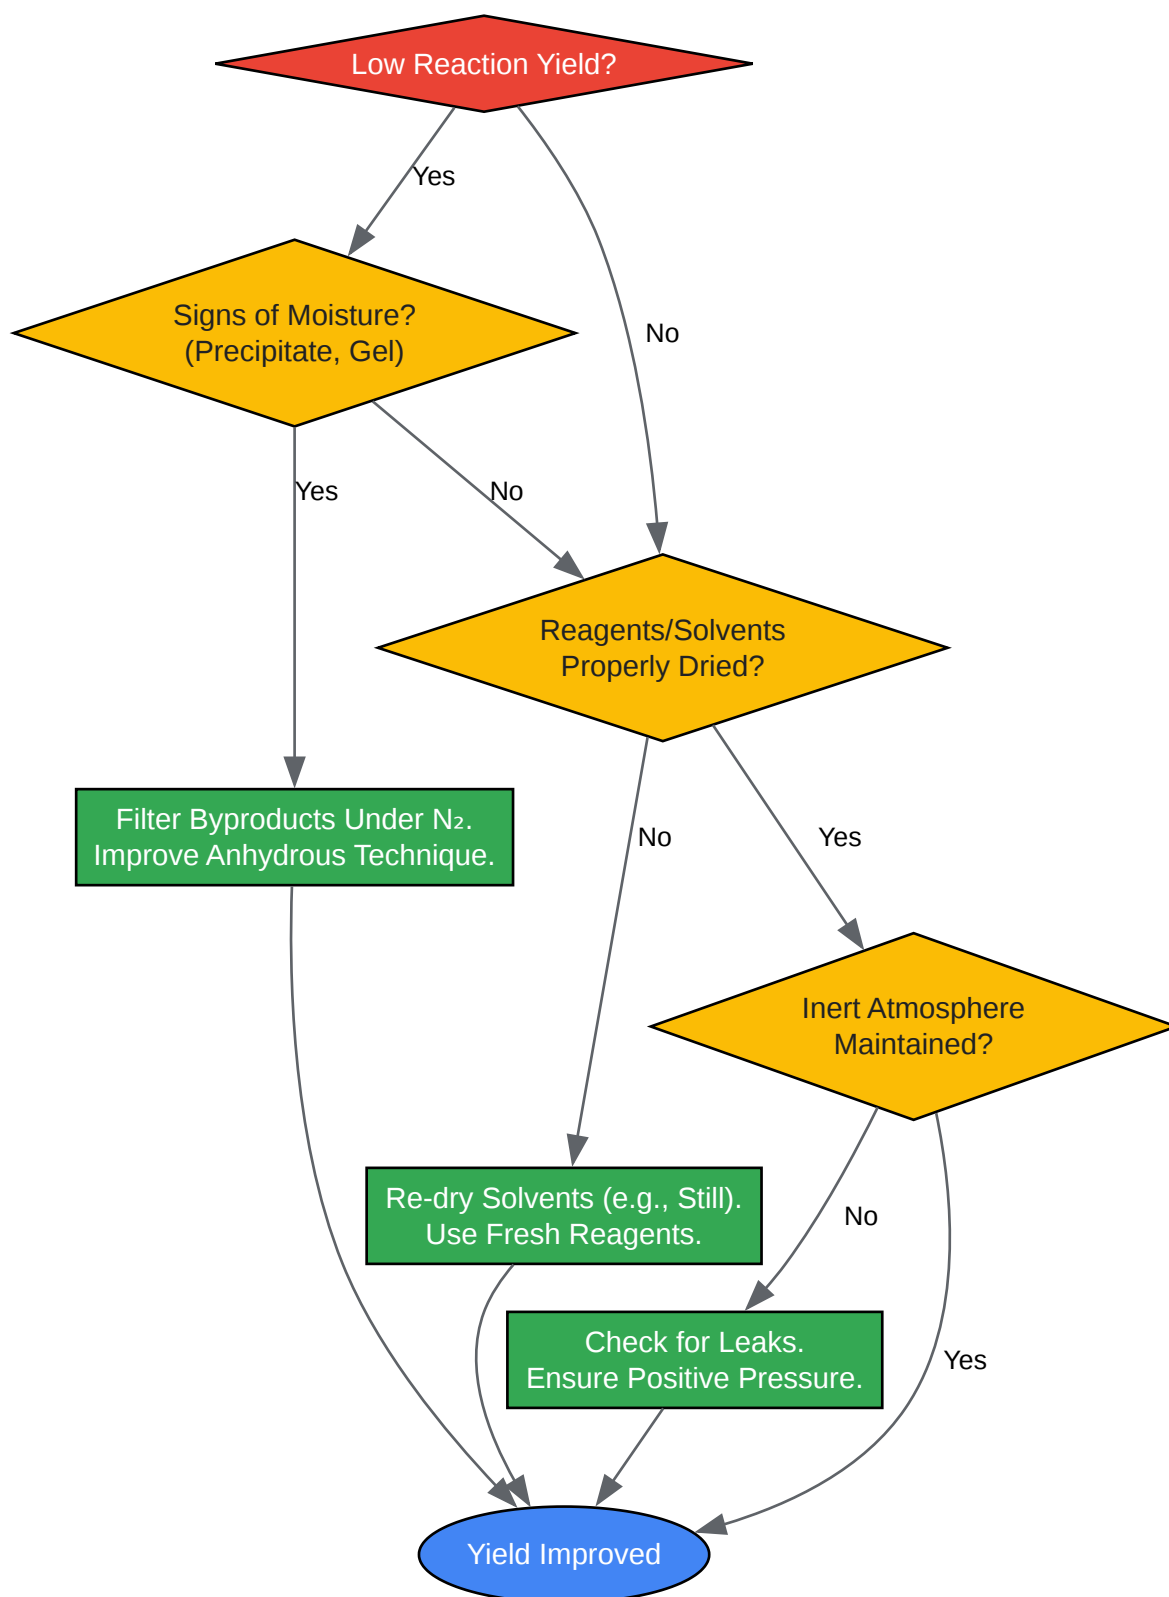 Low Reaction Yield?
Yes
Signs of Moisture?
(Precipitate, Gel)
No
Yes
No
Reagents/Solvents
Properly Dried?
Filter Byproducts Under N₂.
Improve Anhydrous Technique.
No
Yes
Inert Atmosphere
Maintained?
Re-dry Solvents (e.g., Still).
Use Fresh Reagents.
No
Check for Leaks.
Ensure Positive Pressure.
Yes
Yield Improved